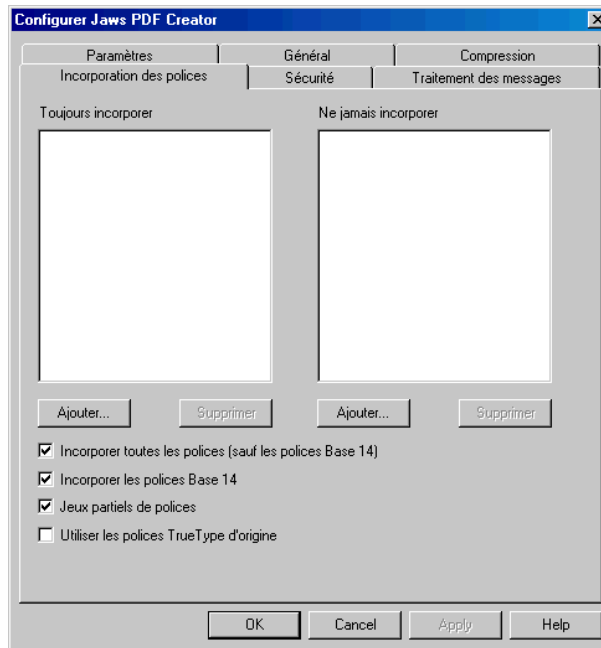 Configurer Jaws PDF Creator
Paramètres Général Compression
Incorporation des polices Sécurité Traitement des messages
Toujours incorporer Ne jamais incorporer
Ajouter... Supprimer Ajouter... Supprimer
Incorporer toutes les polices (sauf les polices Base 14)
Incorporer les polices Base 14
Jeux partiels de polices
Utiliser les polices TrueType d'origine
OK Cancel Apply Help